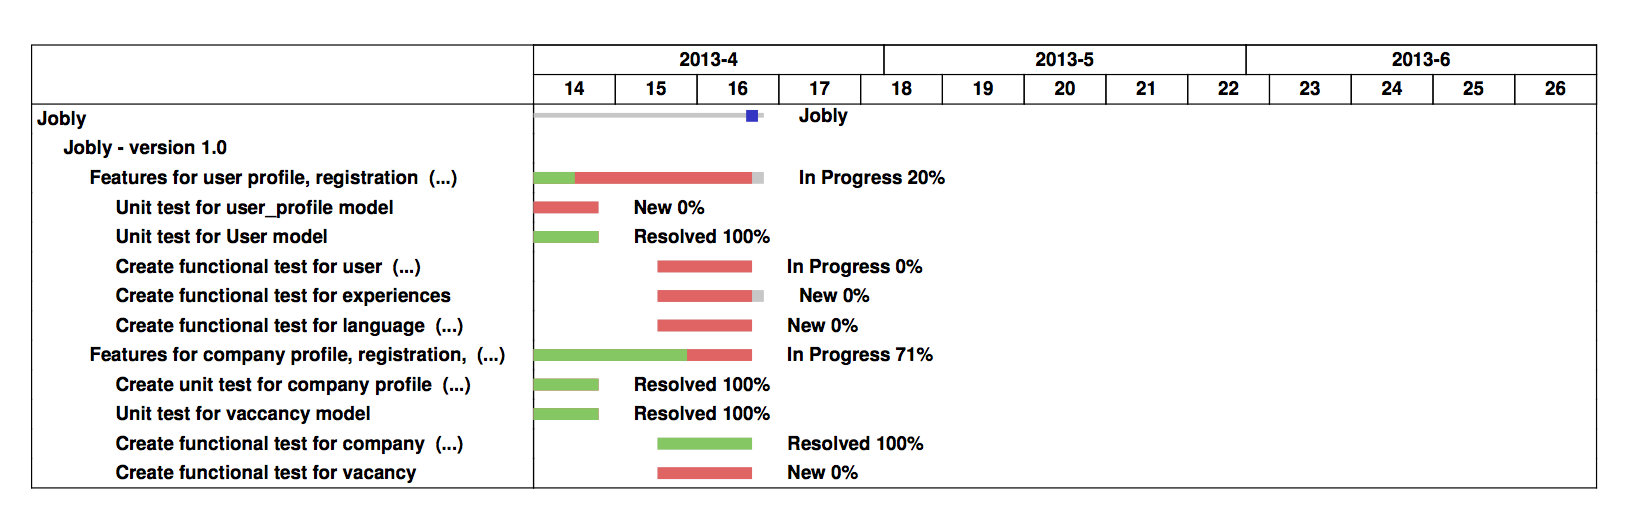 2013-4 2013-5 2013-6
14 15 16 17 18 19 20 21 22 23 24 25 26
Jobly Jobly
Jobly - version 1.0
Features for user profile, registration (...) In Progress 20%
Unit test for user_profile model New 0%
Unit test for User model Resolved 100%
Create functional test for user (...) In Progress 0%
Create functional test for experiences New 0%
Create functional test for language (...) New 0%
Features for company profile, registration, (...) In Progress 71%
Create unit test for company profile (...) Resolved 100%
Unit test for vaccancy model Resolved 100%
Create functional test for company (...) Resolved 100%
Create functional test for vacancy New 0%